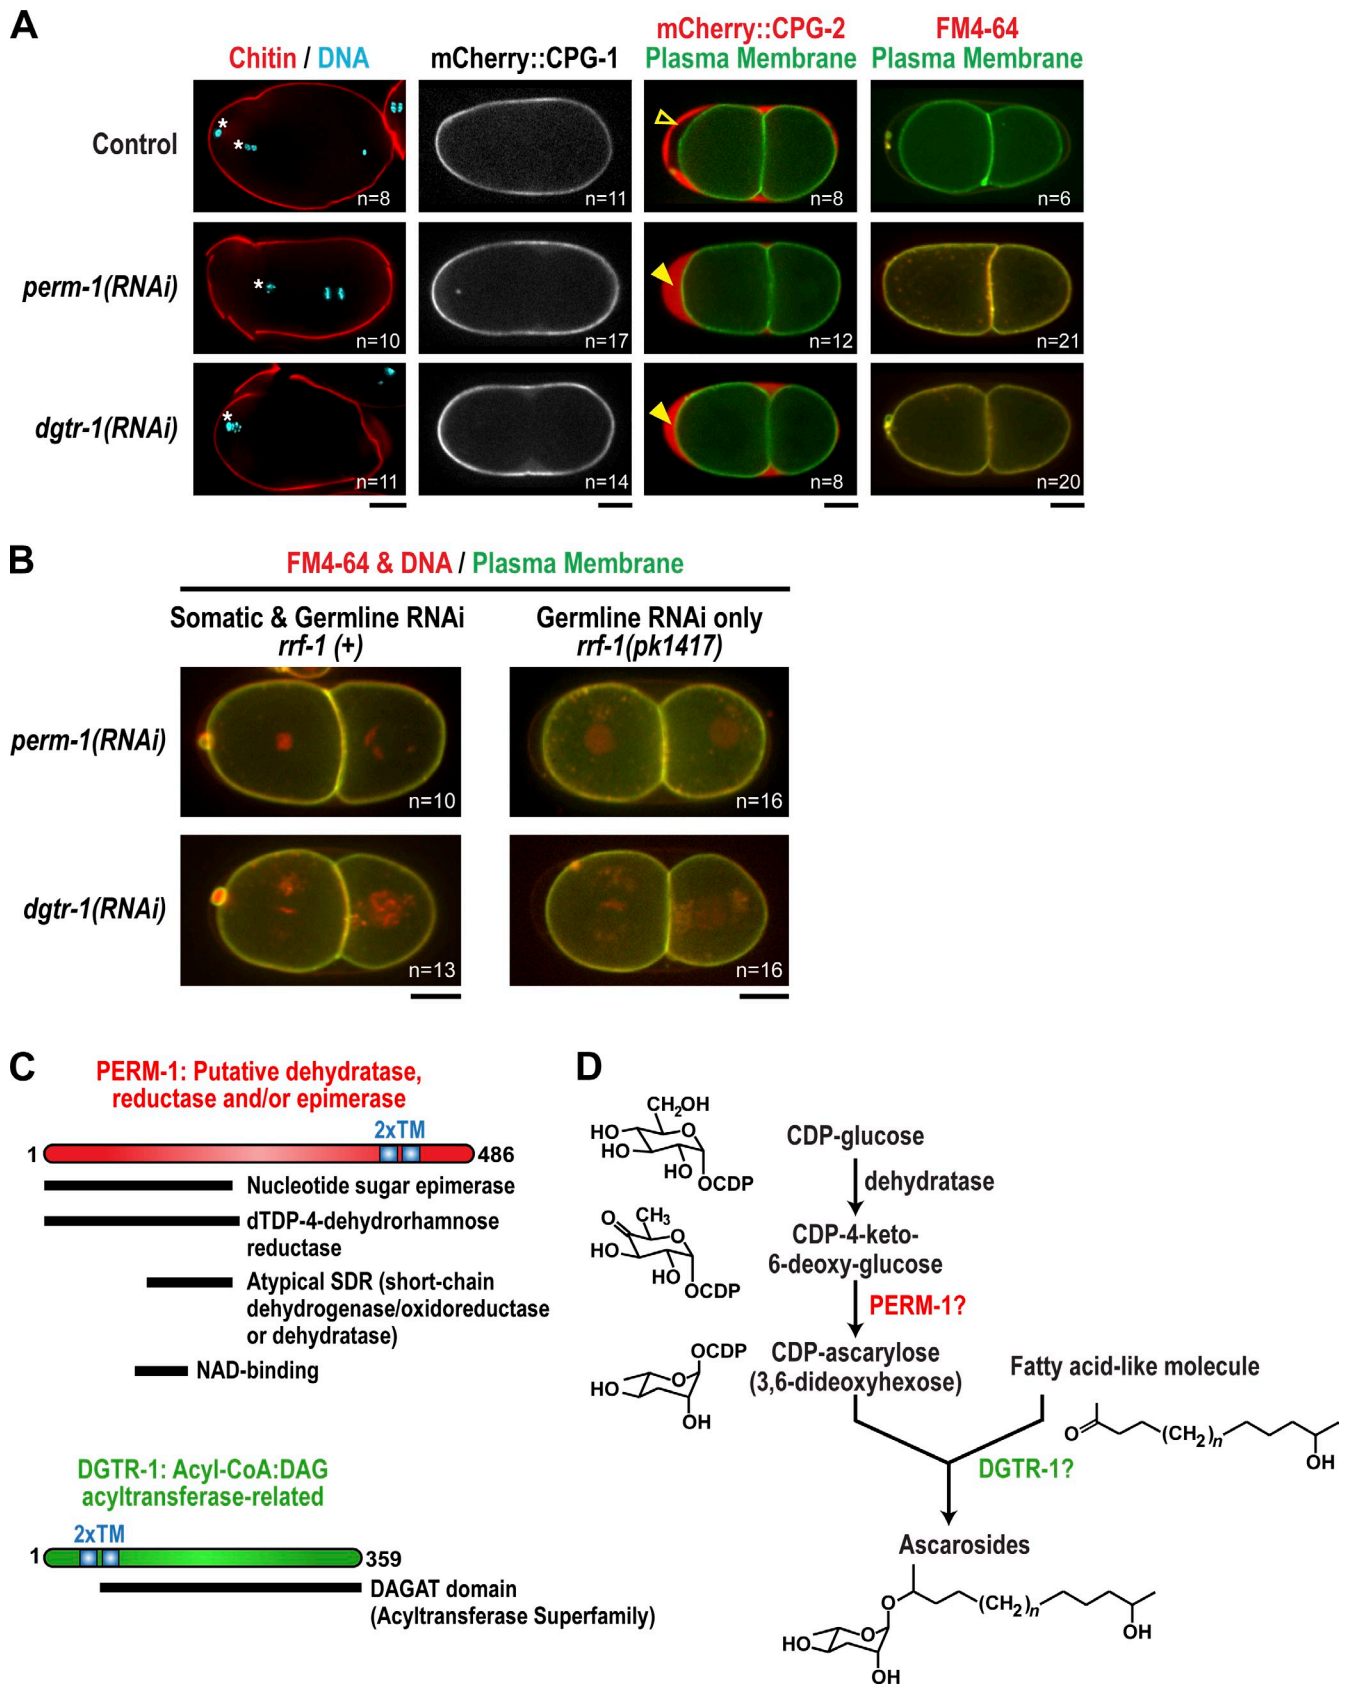 A
Chitin / DNA
mCherry::CPG-1
mCherry::CPG-2
Plasma Membrane
FM4-64
Plasma Membrane
Control
*
*
n=8
n=11
n=8
n=6
perm-1(RNAi)
*
n=10
n=17
n=12
n=21
dgtr-1(RNAi)
*
n=11
n=14
n=8
n=20
B
FM4-64 & DNA / Plasma Membrane
Somatic & Germline RNAi
rrf-1 (+)
Germline RNAi only
rrf-1(pk1417)
perm-1(RNAi)
n=10
n=16
dgtr-1(RNAi)
n=13
n=16
C
PERM-1: Putative dehydratase,
reductase and/or epimerase
2xTM
1
486
Nucleotide sugar epimerase
dTDP-4-dehydrorhamnose
reductase
Atypical SDR (short-chain
dehydrogenase/oxidoreductase
or dehydratase)
NAD-binding
DGTR-1: Acyl-CoA:DAG
acyltransferase-related
2xTM
1
359
DAGAT domain
(Acyltransferase Superfamily)
D
CH2OH
HO
O
HO
HO
OCDP
CDP-glucose
dehydratase
O
CH3
O
HO
HO
OCDP
CDP-4-keto-
6-deoxy-glucose
PERM-1?
OCDP
O
HO
OH
CDP-ascarylose
(3,6-dideoxyhexose)
Fatty acid-like molecule
O
(CH2)n
OH
DGTR-1?
Ascarosides
O
(CH2)n
OH
O
HO
OH